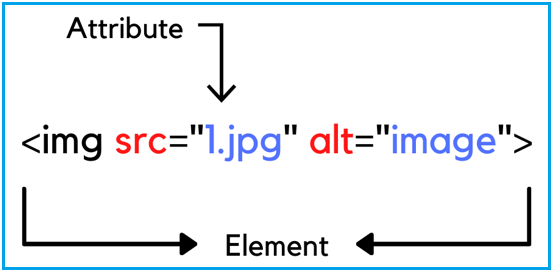 Attribute
<img src="1.jpg" alt="image">
Element